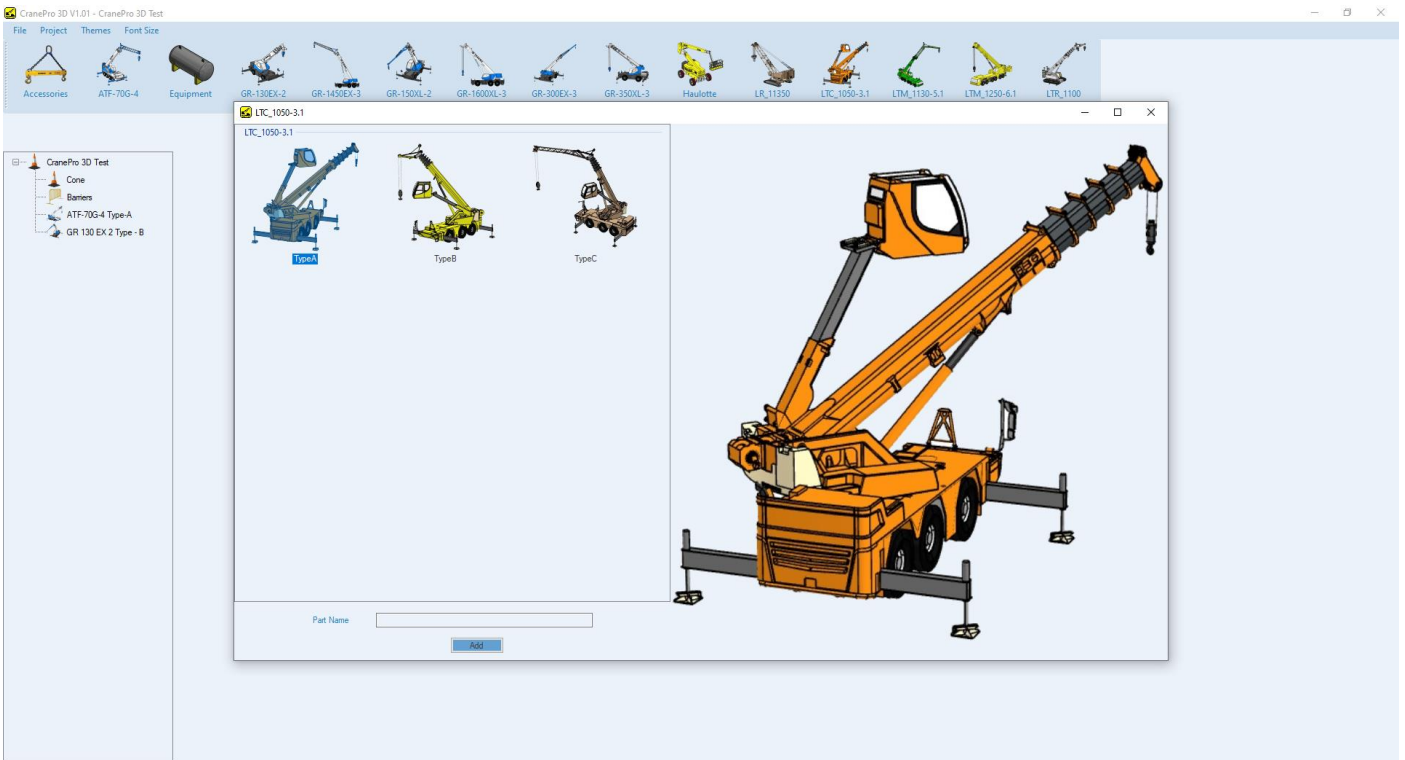 CranePro 3D V1.01 - CranePro 3D Test
File Project Themes Font Size
Accessories ATF-70G-4 Equipment GR-130EX-2 GR-1450EX-3 GR-150XL-2 GR-1600XL-3 GR-300EX-3 GR-350XL-3 Haulotte LR_11350 LTC_1050-3.1 LTM_1130-5.1 LTM_1250-6.1 LTR_1100
LTC_1050-3.1
LTC_1050-3.1
CranePro 3D Test
Cone
Barriers
ATF-70G-4 Type-A
GR 130 EX 2 Type - B
TypeA TypeB TypeC
Part Name
Add